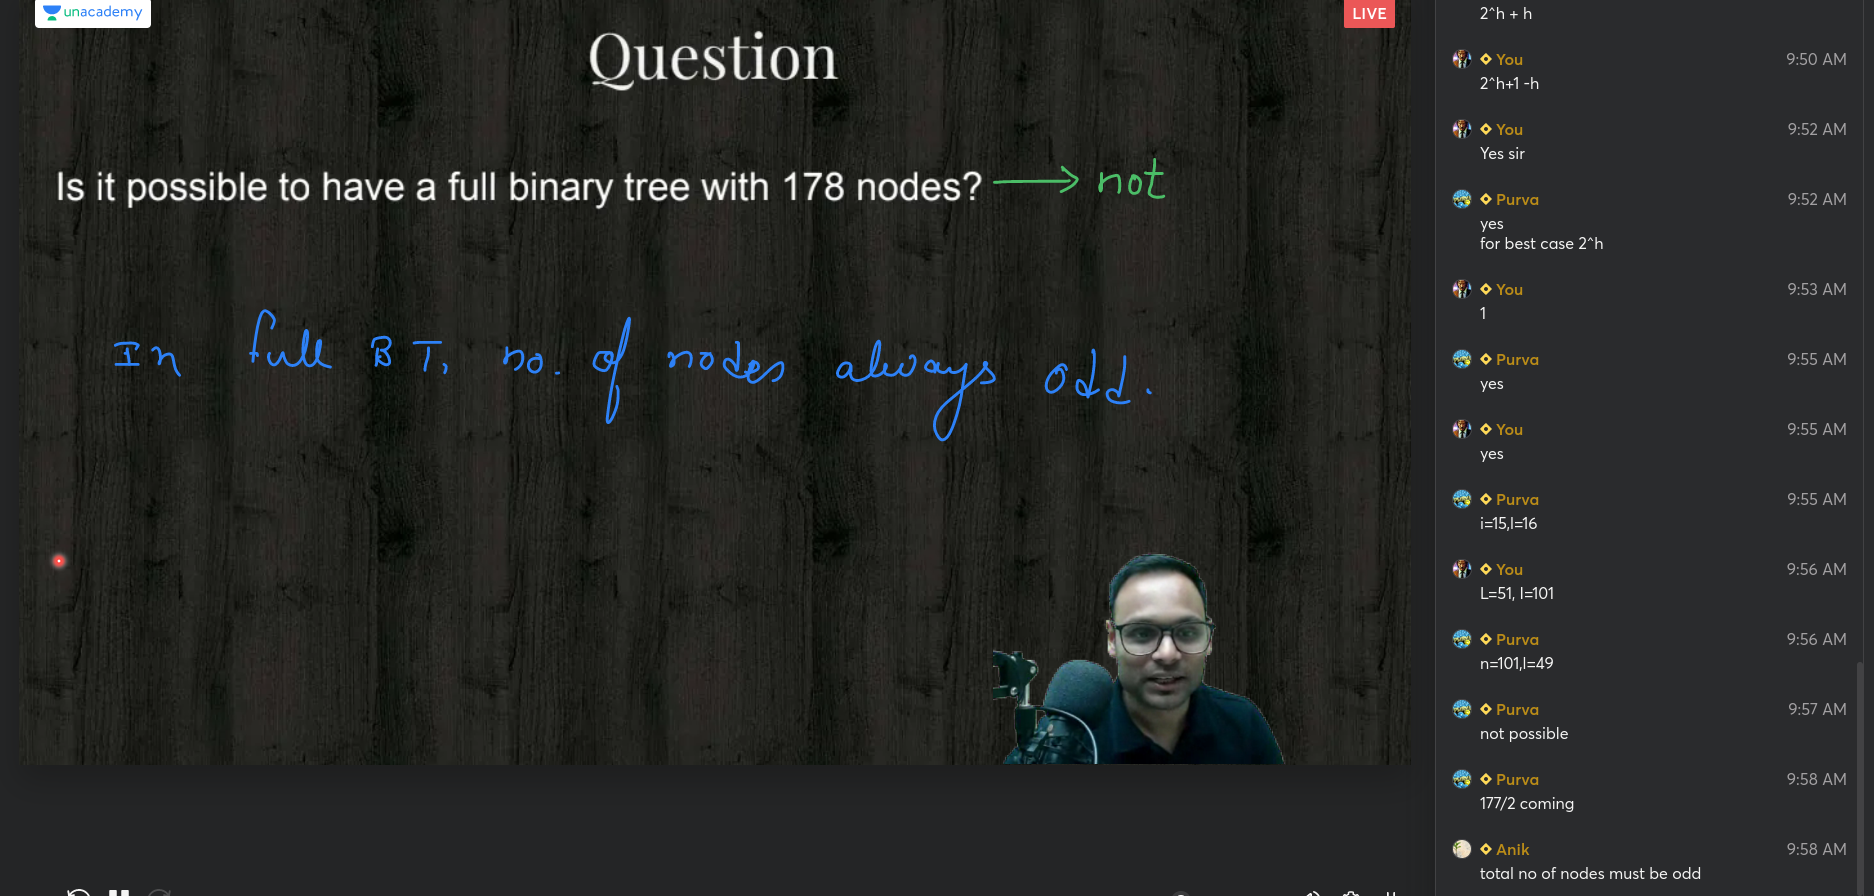 unacademy
LIVE
Question
Is it possible to have a full binary tree with 178 nodes? → not
In full BT, no. of nodes always odd.
2^h + h
You 9:50 AM
2^h+1 -h
You 9:52 AM
Yes sir
Purva 9:52 AM
yes
for best case 2^h
You 9:53 AM
1
Purva 9:55 AM
yes
You 9:55 AM
yes
Purva 9:55 AM
i=15,l=16
You 9:56 AM
L=51, I=101
Purva 9:56 AM
n=101,l=49
Purva 9:57 AM
not possible
Purva 9:58 AM
177/2 coming
Anik 9:58 AM
total no of nodes must be odd